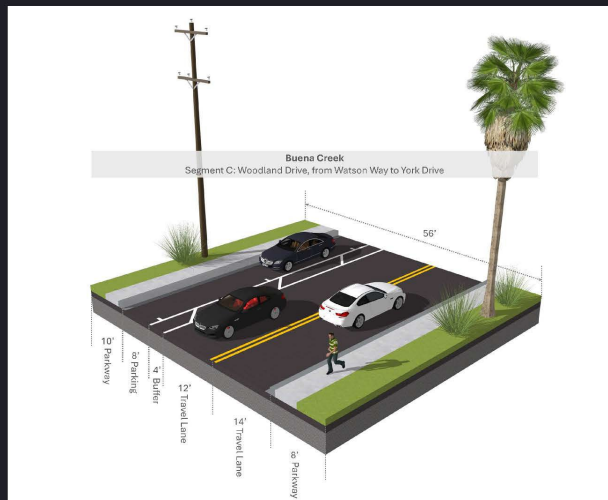 Buena Creek
Segment C: Woodland Drive, from Watson Way to York Drive
56'
10' Parkway
8' Parking
4' Buffer
12' Travel Lane
14' Travel Lane
8' Parkway